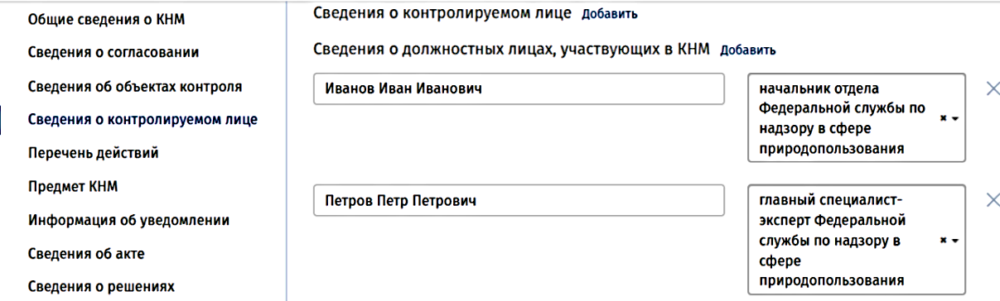 Общие сведения о КНМ
Сведения о согласовании
Сведения об объектах контроля
Сведения о контролируемом лице
Перечень действий
Предмет КНМ
Информация об уведомлении
Сведения об акте
Сведения о решениях
Сведения о контролируемом лице Добавить
Сведения о должностных лицах, участвующих в КНМ Добавить
Иванов Иван Иванович
начальник отдела
Федеральной службы по
надзору в сфере
природопользования
Петров Петр Петрович
главный специалист-
эксперт Федеральной
службы по надзору в
сфере
природопользования